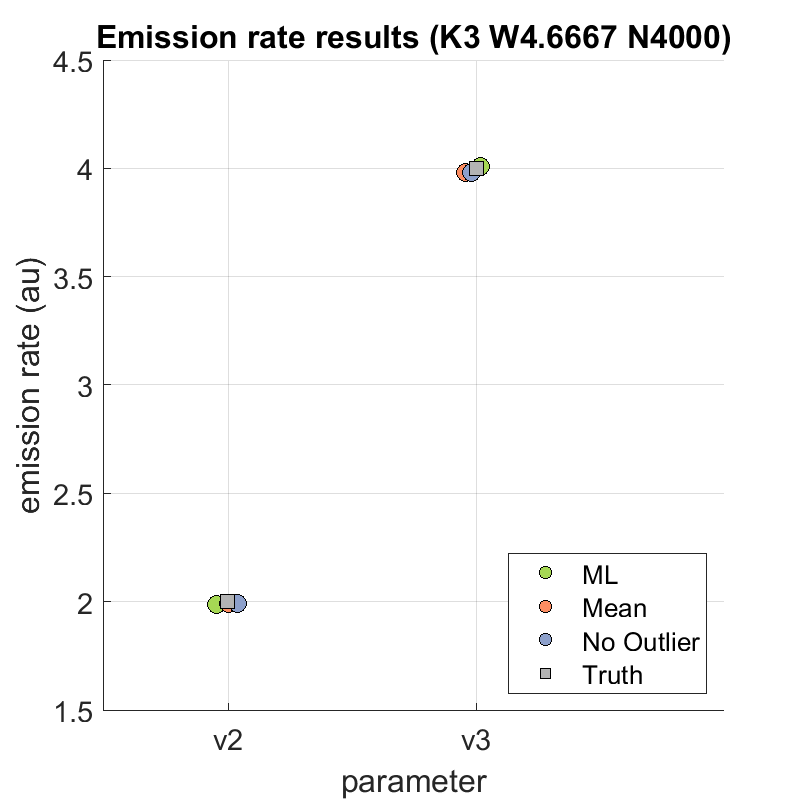 Emission rate results (K3 W4.6667 N4000)
4.5
4
3.5
3
2.5
2
1.5
emission rate (au)
v2
v3
parameter
ML
Mean
No Outlier
Truth